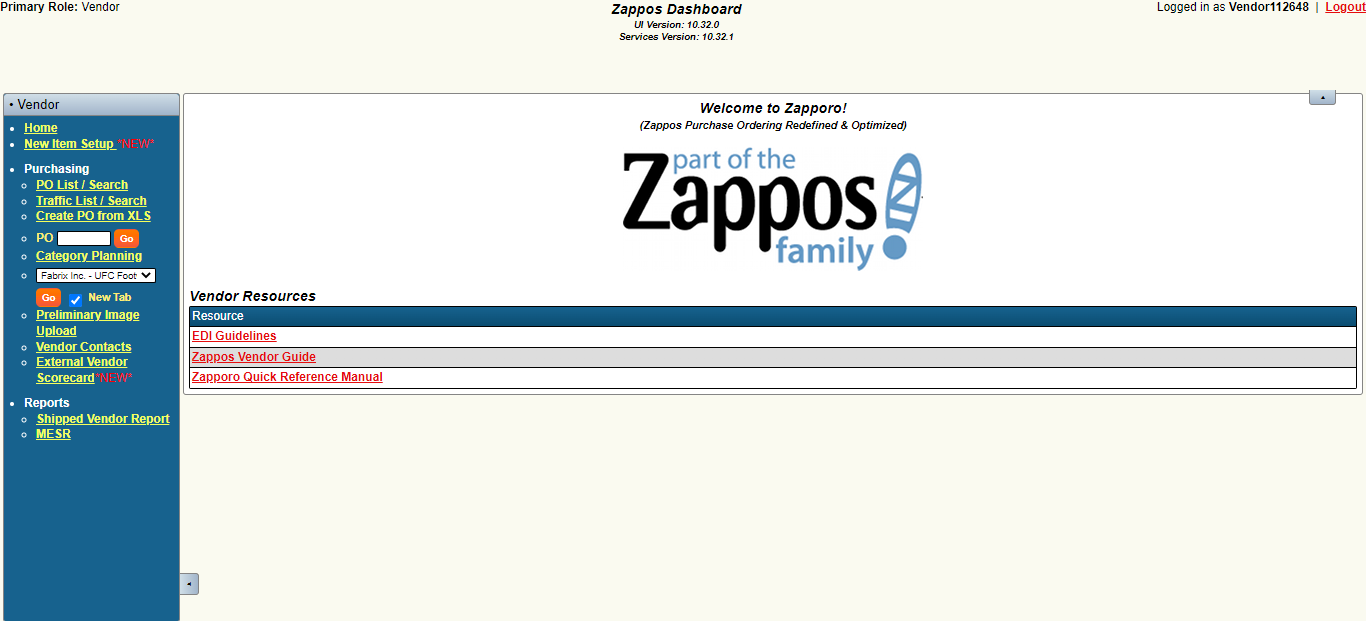 Primary Role: Vendor
Zappos Dashboard
UI Version: 10.32.0
Services Version: 10.32.1
Logged in as Vendor112648 | Logout
• Vendor
Home
New Item Setup *NEW*
Purchasing
PO List / Search
Traffic List / Search
Create PO from XLS
PO Go
Category Planning
Fabrix Inc. - UFC Foot
Go New Tab
Preliminary Image
Upload
Vendor Contacts
External Vendor
Scorecard*NEW*
Reports
Shipped Vendor Report
MESR
Welcome to Zapporo!
(Zappos Purchase Ordering Redefined & Optimized)
part of the
Zappos
family
Vendor Resources
Resource
EDI Guidelines
Zappos Vendor Guide
Zapporo Quick Reference Manual